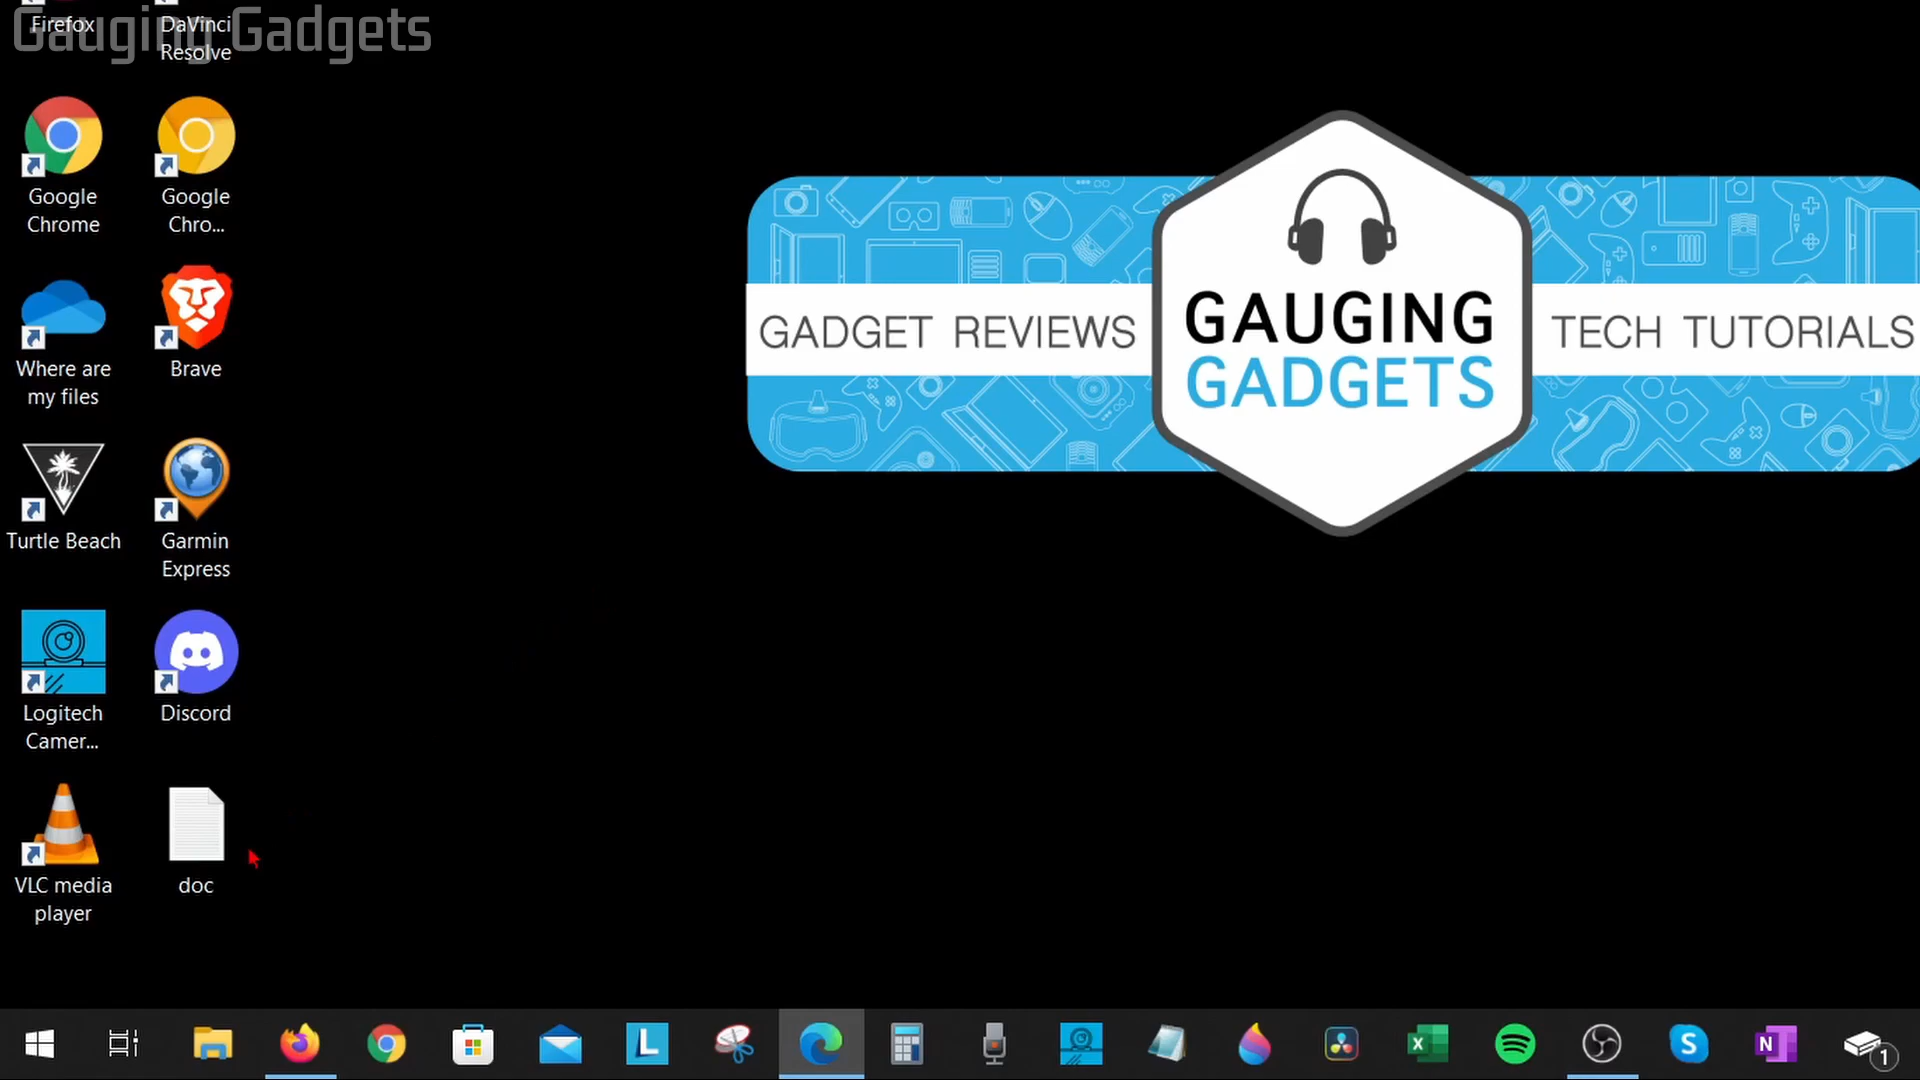 Gauging Gadgets
Firefox
DaVinci
Resolve
Google
Chrome
Google
Chro...
Where are
my files
Brave
Turtle Beach
Garmin
Express
Logitech
Camer...
Discord
VLC media
player
doc
GADGET REVIEWS
GAUGING
GADGETS
TECH TUTORIALS
L
X
S
N
1